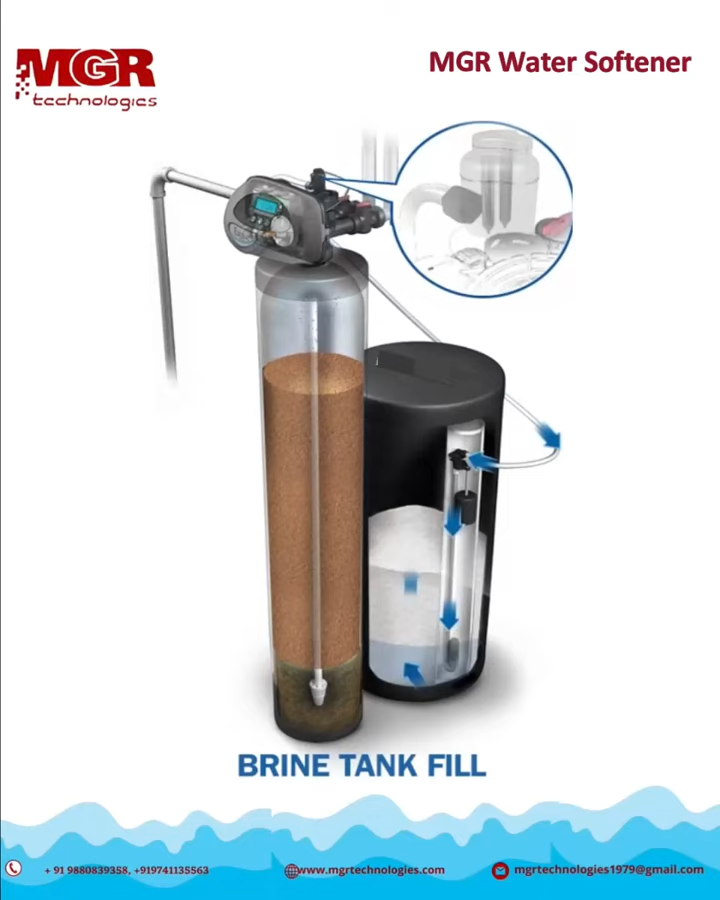 MGR
technologies
MGR Water Softener
BRINE TANK FILL
+ 91 9880839358, +919741135563
www.mgrtechnologies.com
mgrtechnologies1979@gmail.com